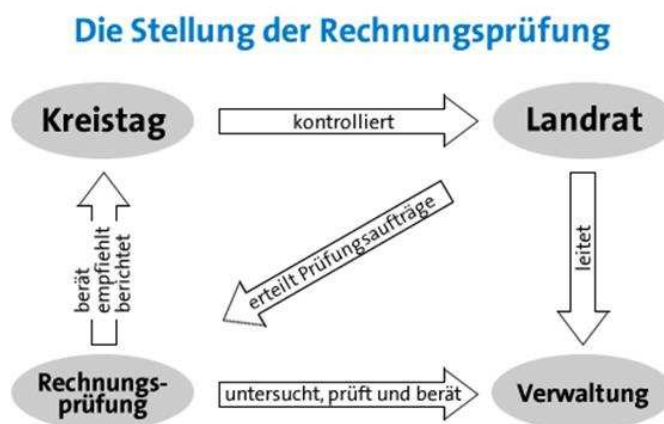 Die Stellung der Rechnungsprüfung
Kreistag
kontrolliert
Landrat
erteilt Prüfungsaufträge
leitet
berät
empfiehlt
berichtet
Rechnungs-
prüfung
untersucht, prüft und berät
Verwaltung